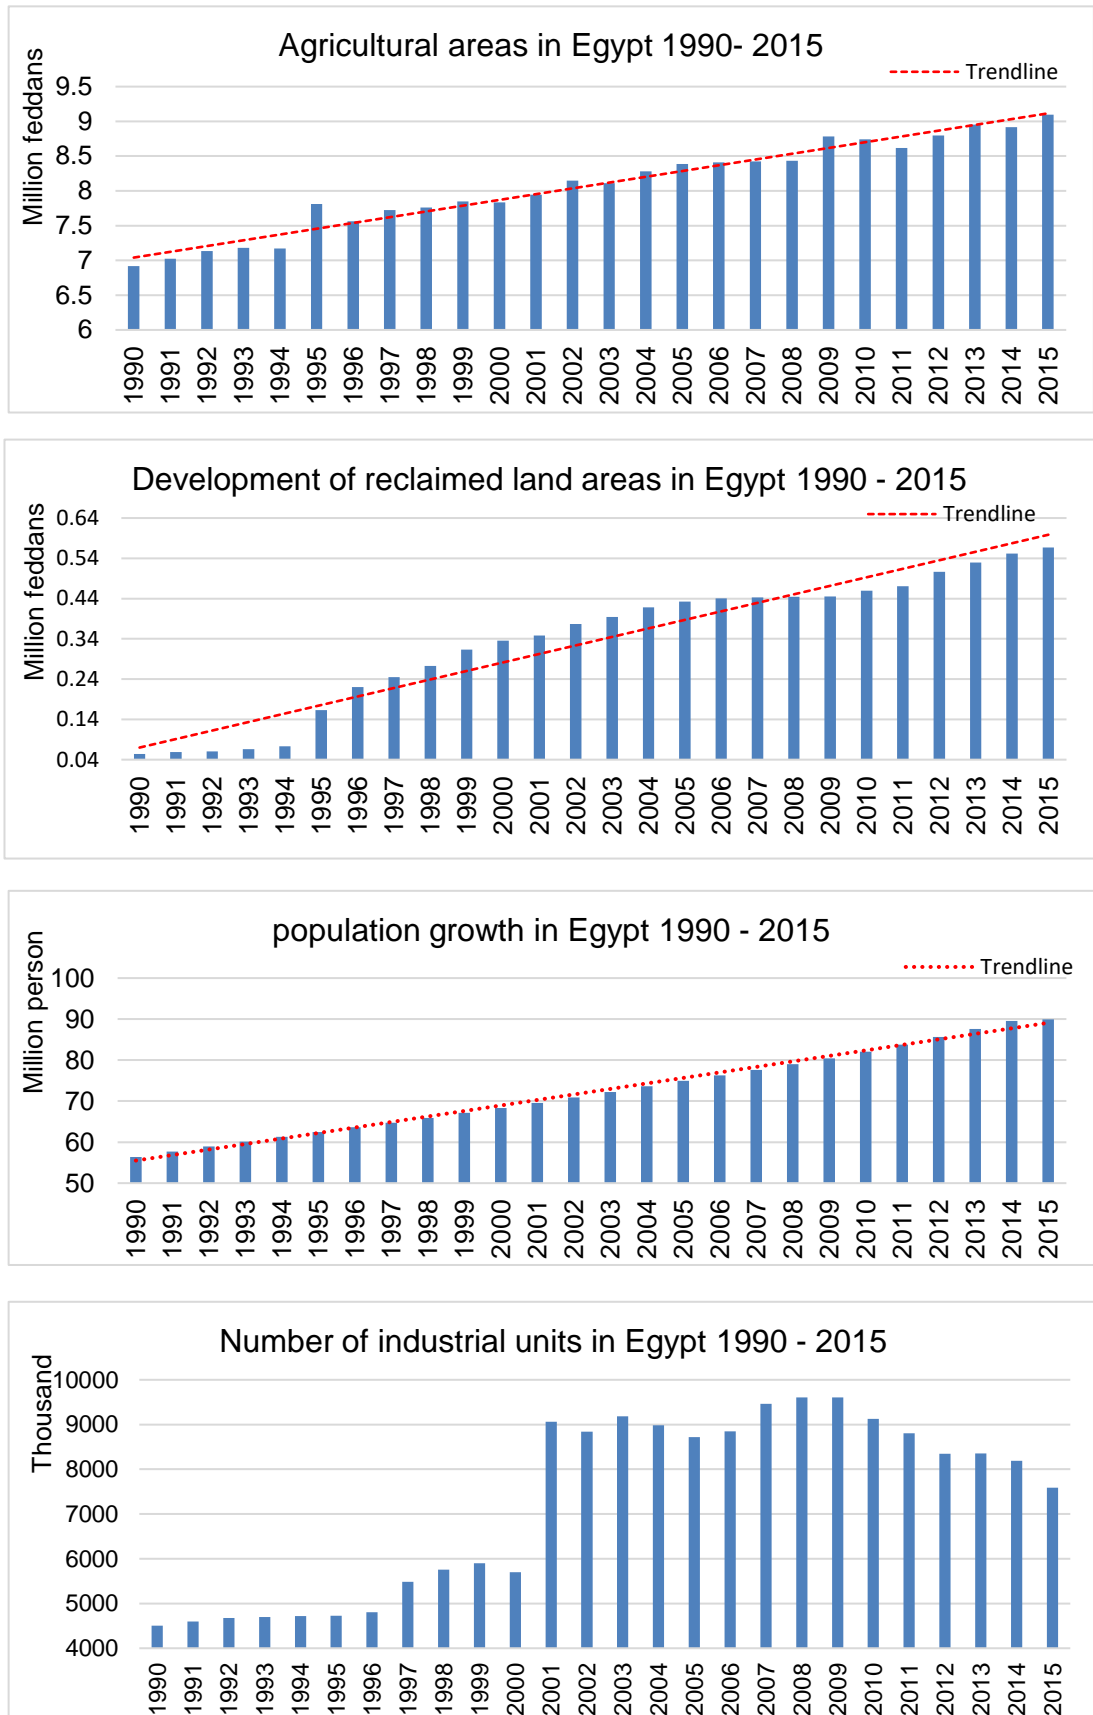 Agricultural areas in Egypt 1990- 2015
Trendline
Million feddans
9.5
9
8.5
8
7.5
7
6.5
6
1990 1991 1992 1993 1994 1995 1996 1997 1998 1999 2000 2001 2002 2003 2004 2005 2006 2007 2008 2009 2010 2011 2012 2013 2014 2015
Development of reclaimed land areas in Egypt 1990 - 2015
Trendline
Million feddans
0.64
0.54
0.44
0.34
0.24
0.14
0.04
1990 1991 1992 1993 1994 1995 1996 1997 1998 1999 2000 2001 2002 2003 2004 2005 2006 2007 2008 2009 2010 2011 2012 2013 2014 2015
population growth in Egypt 1990 - 2015
Trendline
Million person
100
90
80
70
60
50
1990 1991 1992 1993 1994 1995 1996 1997 1998 1999 2000 2001 2002 2003 2004 2005 2006 2007 2008 2009 2010 2011 2012 2013 2014 2015
Number of industrial units in Egypt 1990 - 2015
Thousand
10000
9000
8000
7000
6000
5000
4000
1990 1991 1992 1993 1994 1995 1996 1997 1998 1999 2000 2001 2002 2003 2004 2005 2006 2007 2008 2009 2010 2011 2012 2013 2014 2015